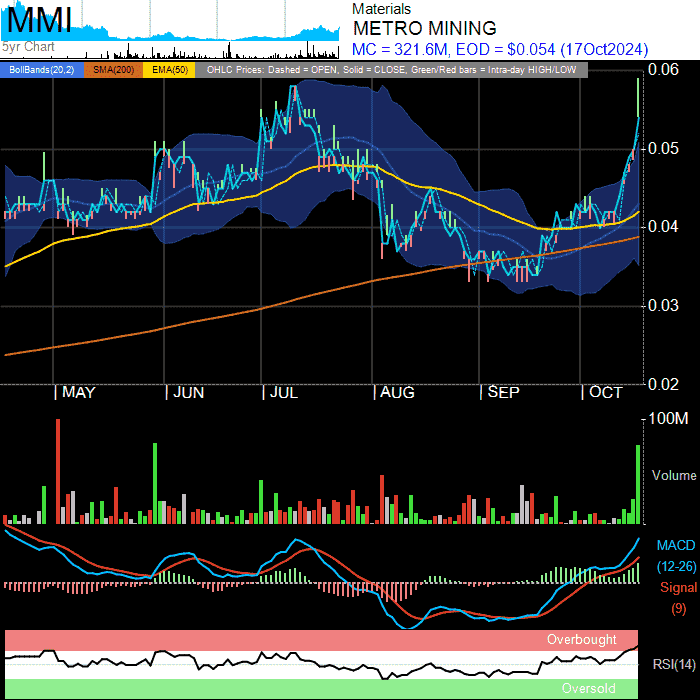 MMI
5yr Chart
Materials
METRO MINING
MC = 321.6M, EOD = $0.054 (17Oct2024)
BollBands(20,2) SMA(200) EMA(50) OHLC Prices: Dashed = OPEN, Solid = CLOSE, Green/Red bars = Intra-day HIGH/LOW
0.06
0.05
0.04
0.03
0.02
MAY JUN JUL AUG SEP OCT
100M
Volume
MACD
(12-26)
Signal
(9)
Overbought
RSI(14)
Oversold